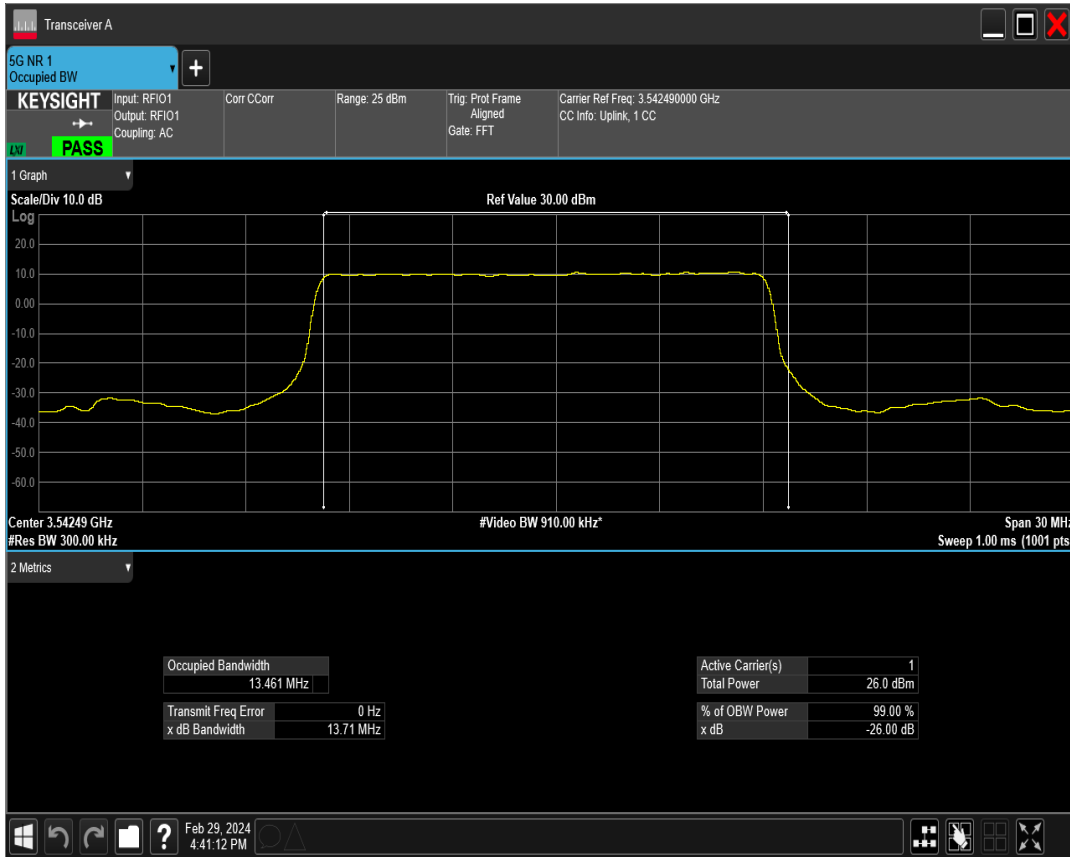 Transceiver A
5G NR 1
Occupied BW
+
KEYSIGHT
LXI
PASS
Input: RFIO1
Output: RFIO1
Coupling: AC
Corr CCorr
Range: 25 dBm
Trig: Prot Frame
Aligned
Gate: FFT
Carrier Ref Freq: 3.542490000 GHz
CC Info: Uplink, 1 CC
1 Graph
Scale/Div 10.0 dB
Ref Value 30.00 dBm
Log
20.0
10.0
0.00
-10.0
-20.0
-30.0
-40.0
-50.0
-60.0
Center 3.54249 GHz
#Video BW 910.00 kHz*
Span 30 MHz
#Res BW 300.00 kHz
Sweep 1.00 ms (1001 pts
2 Metrics
Occupied Bandwidth
13.461 MHz
Transmit Freq Error 0 Hz
x dB Bandwidth 13.71 MHz
Active Carrier(s) 1
Total Power 26.0 dBm
% of OBW Power 99.00 %
x dB -26.00 dB
?
Feb 29, 2024
4:41:12 PM